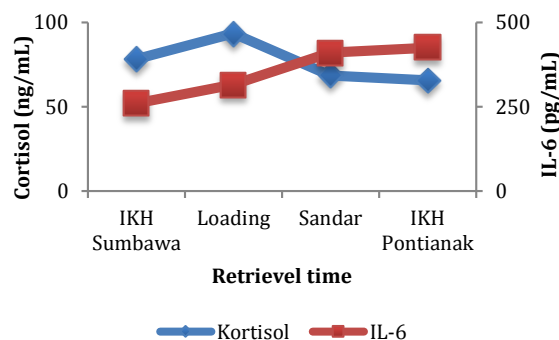 Cortisol (ng/mL)
100
50
0
500
250
0
IL-6 (pg/mL)
IKH Sumbawa
Loading
Sandar
IKH Pontianak
Retrievel time
Kortisol
IL-6